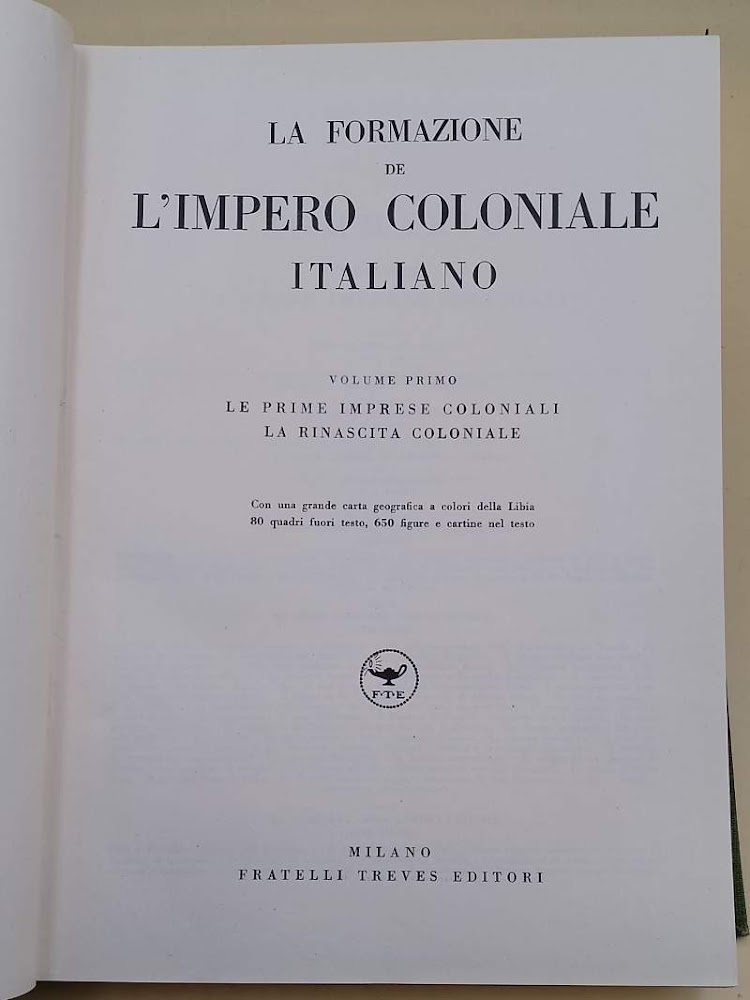 LA FORMAZIONE
DE
L'IMPERO COLONIALE
ITALIANO
VOLUME PRIMO
LE PRIME IMPRESE COLONIALI
LA RINASCITA COLONIALE
Con una grande carta geografica a colori della Libia
80 quadri fuori testo, 650 figure e cartine nel testo
F·T·E
MILANO
FRATELLI TREVES EDITORI